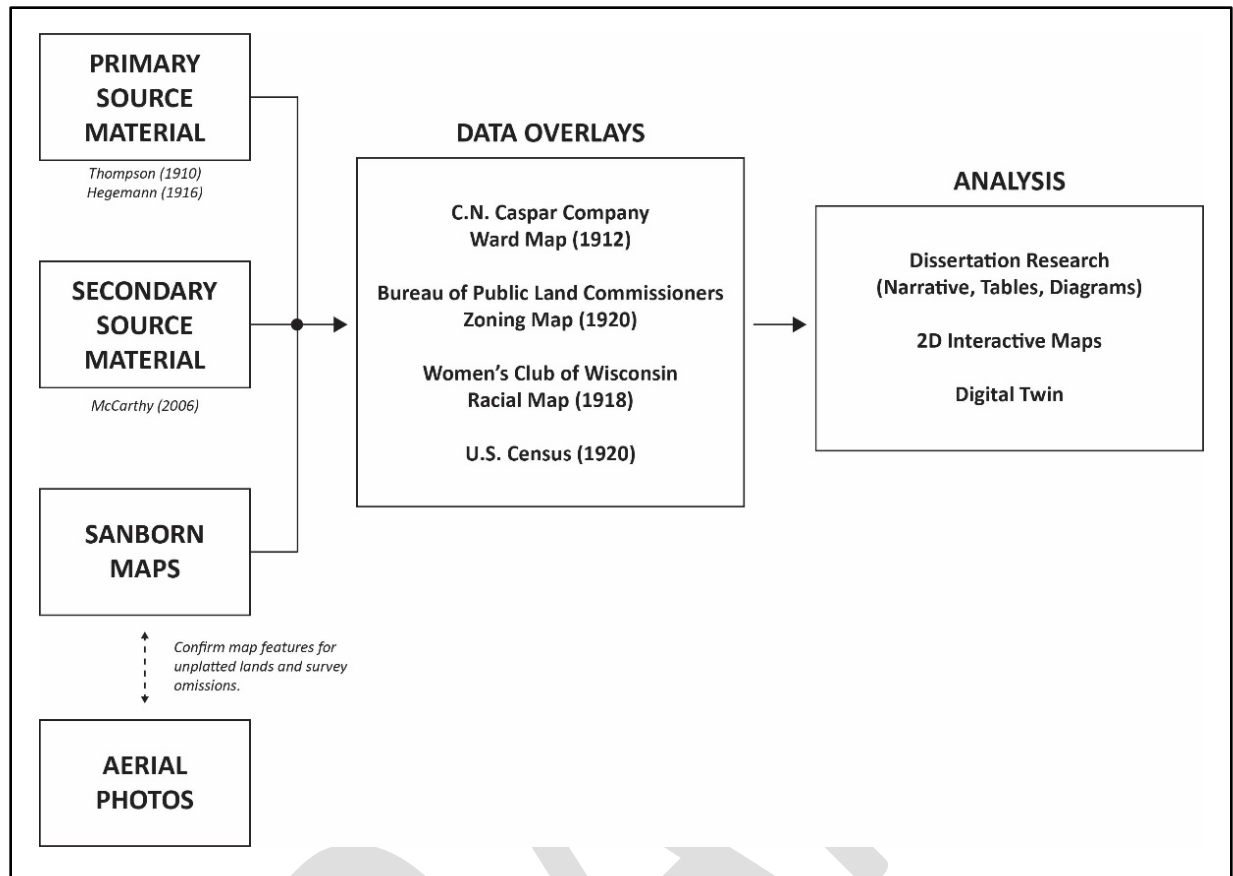 PRIMARY
SOURCE
MATERIAL
Thompson (1910)
Hegemann (1916)
SECONDARY
SOURCE
MATERIAL
McCarthy (2006)
SANBORN
MAPS
Confirm map features for
unplatted lands and survey
omissions.
AERIAL
PHOTOS
DATA OVERLAYS
C.N. Caspar Company
Ward Map (1912)
Bureau of Public Land Commissioners
Zoning Map (1920)
Women’s Club of Wisconsin
Racial Map (1918)
U.S. Census (1920)
ANALYSIS
Dissertation Research
(Narrative, Tables, Diagrams)
2D Interactive Maps
Digital Twin